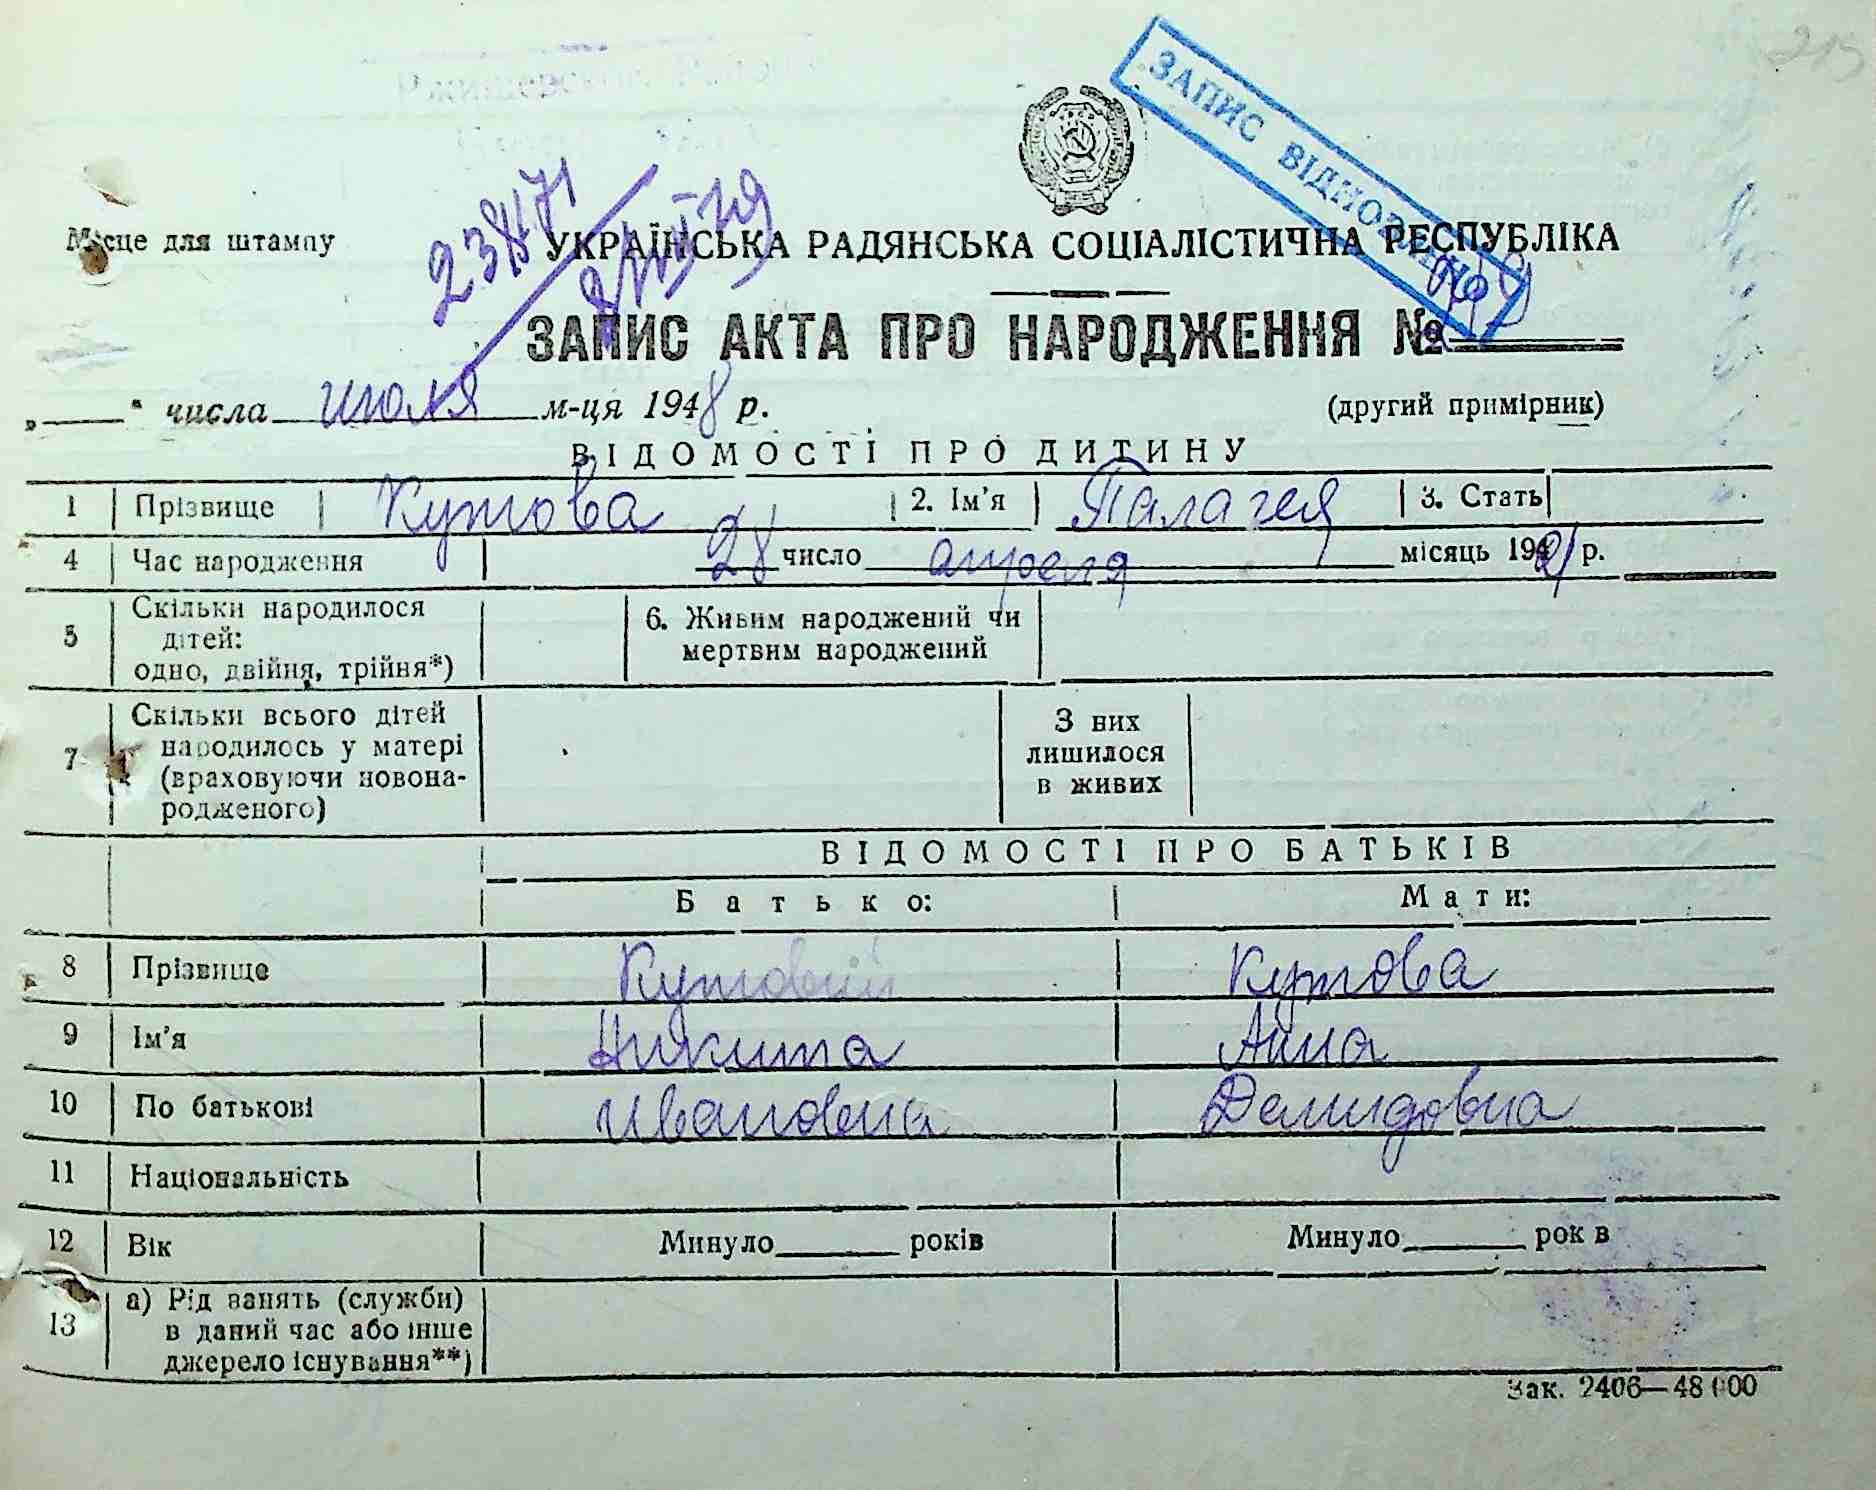 213
ЗАПИС ВІДНОВЛЕНО
Місце для штампу
УКРАЇНСЬКА РАДЯНСЬКА СОЦІАЛІСТИЧНА РЕСПУБЛІКА
ЗАПИС АКТА ПРО НАРОДЖЕННЯ №
„ “ числа июля м-ця 1948 р.
(другий примірник)
ВІДОМОСТІ ПРО ДИТИНУ
1 Прізвище Кутова 2. Ім'я Палагея 3. Стать
4 Час народження 28 число апреля місяць 1921 р.
5 Скільки народилося дітей: одно, двійня, трійня*) 6. Живим народжений чи мертвим народжений
7 Скільки всього дітей народилось у матері (враховуючи новона-родженого) З них лишилося в живих
ВІДОМОСТІ ПРО БАТЬКІВ
Батько: Мати:
8 Прізвище Кутовий Кутова
9 Ім'я Никита Анна
10 По батькові Ивановна Демидовна
11 Національність
12 Вік Минуло років Минуло рок в
13 а) Рід занять (служби) в даний час або інше джерело існування**)
Зак. 2406—48 000